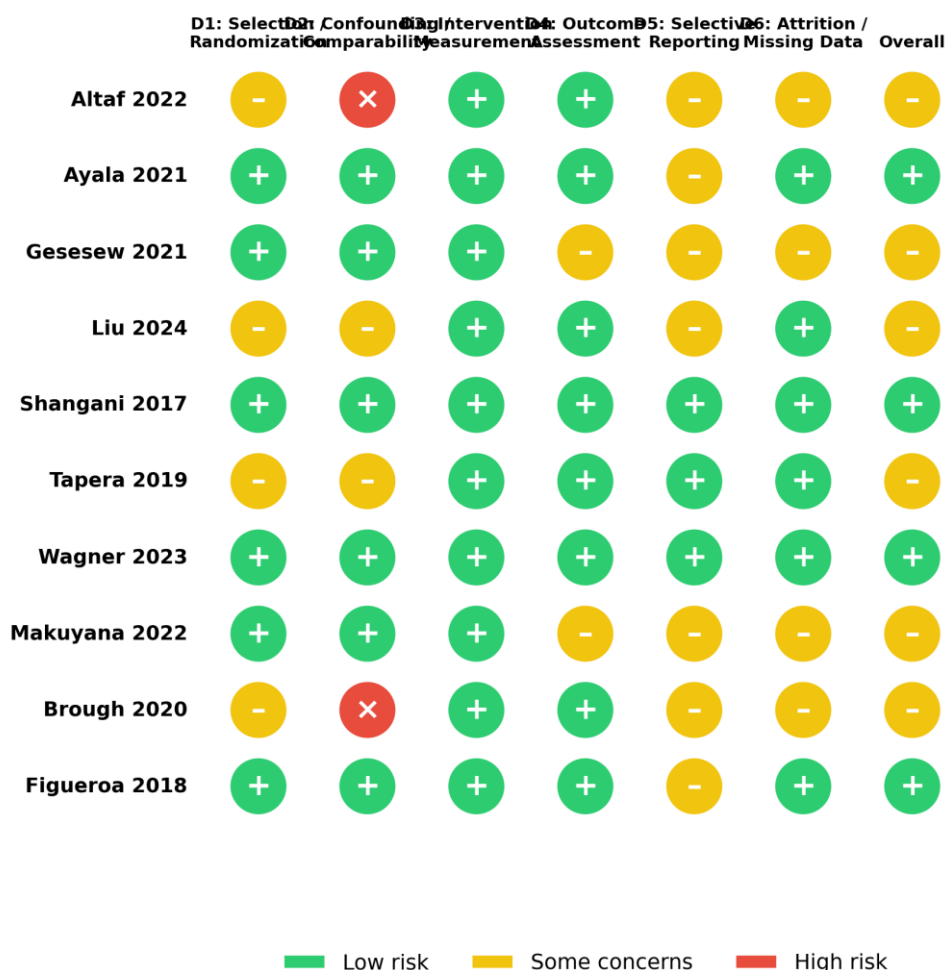 D1: Selection / D2: Confounding / D3: Intervention D4: Outcome D5: Selective D6: Attrition /
Randomization Comparability Measurement Assessment Reporting Missing Data Overall
Altaf 2022 – × + + – – –
Ayala 2021 + + + + – + +
Gesesew 2021 + + + – – – –
Liu 2024 – – + + – + –
Shangani 2017 + + + + + + +
Tapera 2019 – – + + + + –
Wagner 2023 + + + + + + +
Makuyana 2022 + + + – – – –
Brough 2020 – × + + – – –
Figueroa 2018 + + + + – + +
Low risk Some concerns High risk